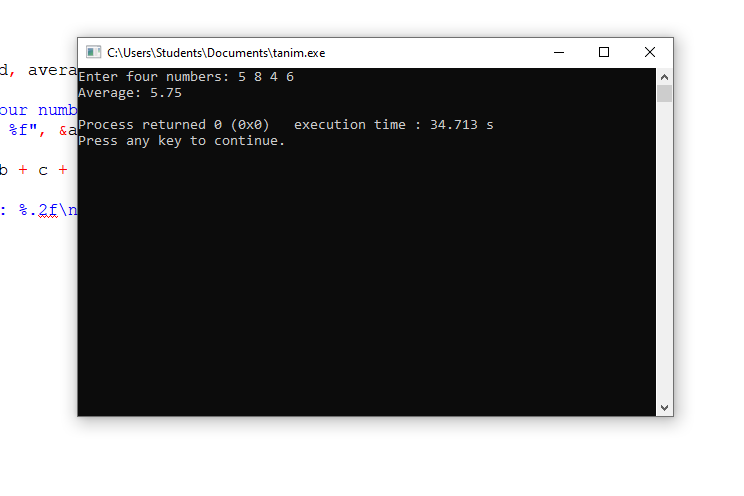 C:\Users\Students\Documents\tanim.exe
d, avera
Enter four numbers: 5 8 4 6
Average: 5.75
our numb
%f", &a
Process returned 0 (0x0)   execution time : 34.713 s
Press any key to continue.
b + c +
: %.2f\n